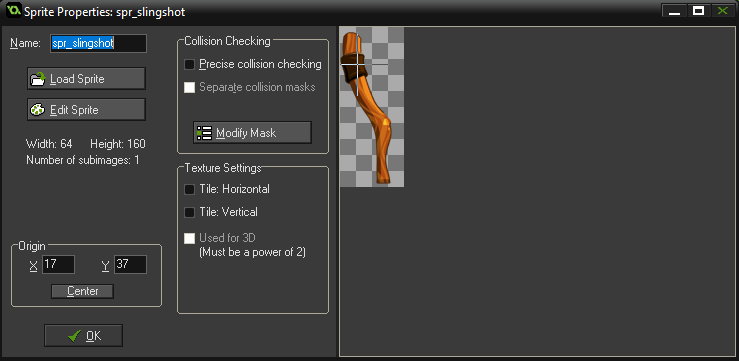 Sprite Properties: spr_slingshot
Name: spr_slingshot
Load Sprite
Edit Sprite
Width: 64 Height: 160
Number of subimages: 1
Origin
X 17 Y 37
Center
OK
Collision Checking
Precise collision checking
Separate collision masks
Modify Mask
Texture Settings
Tile: Horizontal
Tile: Vertical
Used for 3D
(Must be a power of 2)